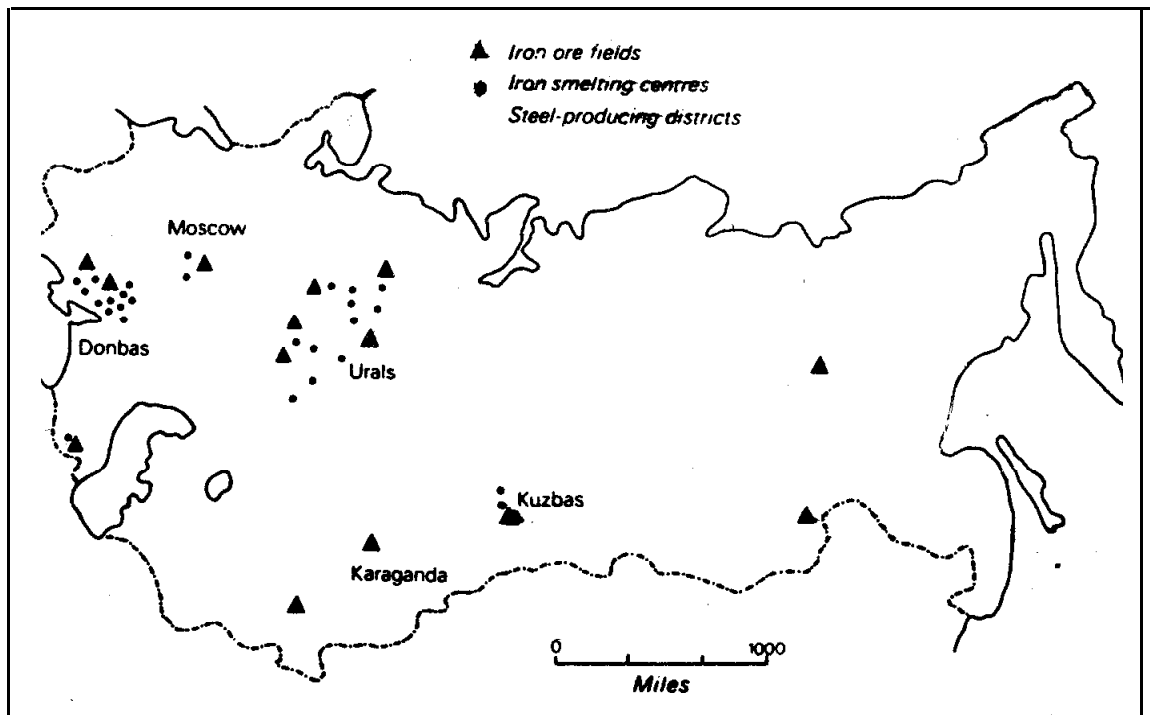 Iron ore fields
Iron smelting centres
Steel-producing districts
Moscow
Donbas
Urals
Kuzbas
Karaganda
0 1000
Miles